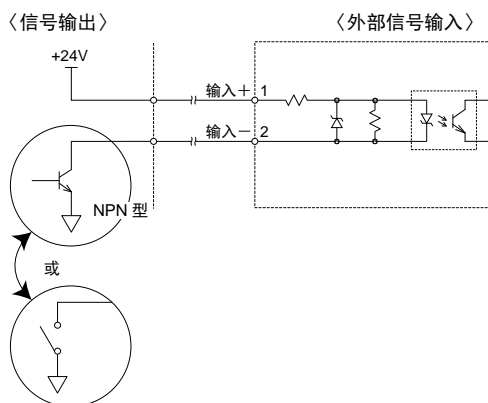 〈信号输出〉
〈外部信号输入〉
+24V
输入＋ 1
输入－ 2
NPN 型
或